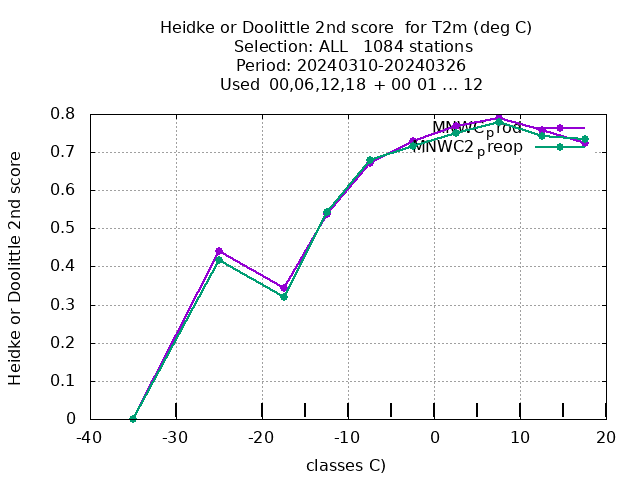 Heidke or Doolittle 2nd score for T2m (deg C)
Selection: ALL 1084 stations
Period: 20240310-20240326
Used 00,06,12,18 + 00 01 ... 12
Heidke or Doolittle 2nd score
0.8
0.7
0.6
0.5
0.4
0.3
0.2
0.1
0
MNWC_prod
MNWC2_preop
-40 -30 -20 -10 0 10 20
classes C)